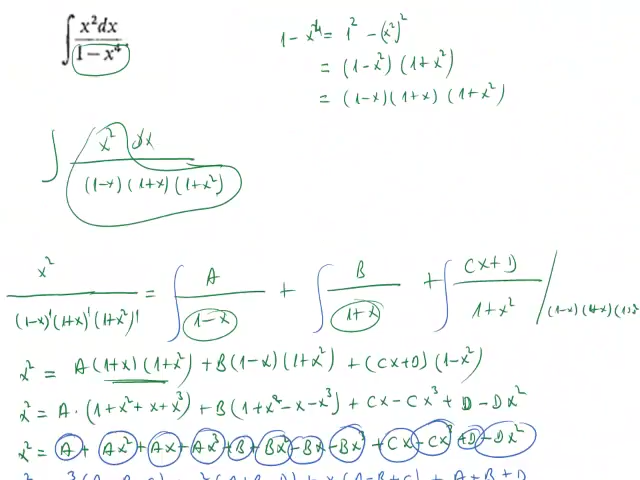 ∫ x²dx / (1 − x⁴)
1 − x⁴ = 1² − (x²)²
= (1−x²) (1+x²)
= (1−x)(1+x) (1+x²)
∫ x² dx / ((1−x)(1+x)(1+x²))
x² / ((1−x)¹(1+x)¹(1+x²)¹) = ∫ A / (1−x) + ∫ B / (1+x) + ∫ (Cx+D) / (1+x²) /
x² = A(1+x)(1+x²) + B(1−x)(1+x²) + (Cx+D)(1−x²)
x² = A·(1+x²+x+x³) + B(1+x²−x−x³) + Cx − Cx³ + D − Dx²
x² = A + Ax² + Ax + Ax³ + B + Bx² − Bx − Bx³ + Cx − Cx³ + D − Dx²